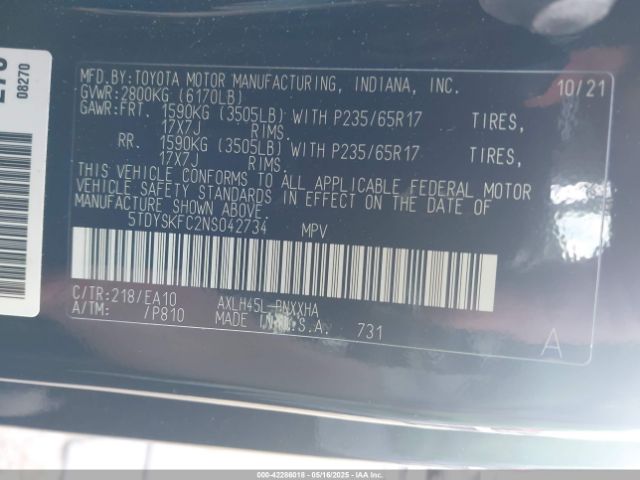 08270
MFD.BY:TOYOTA MOTOR MANUFACTURING, INDIANA, INC. 10/21
GVWR:2800KG (6170LB)
GAWR:FRT. 1590KG (3505LB) WITH P235/65R17 TIRES,
17X7J RIMS.
RR. 1590KG (3505LB) WITH P235/65R17 TIRES,
17X7J RIMS.
THIS VEHICLE CONFORMS TO ALL APPLICABLE FEDERAL MOTOR
VEHICLE SAFETY STANDARDS IN EFFECT ON THE DATE OF
MANUFACTURE SHOWN ABOVE.
5TDYSKFC2NS042734 MPV
C/TR:218/EA10 AXLH45L-PNXXHA
A/TM: /P810 MADE IN U.S.A. 731
A
000-42286018 - 05/16/2025 - IAAI.COM